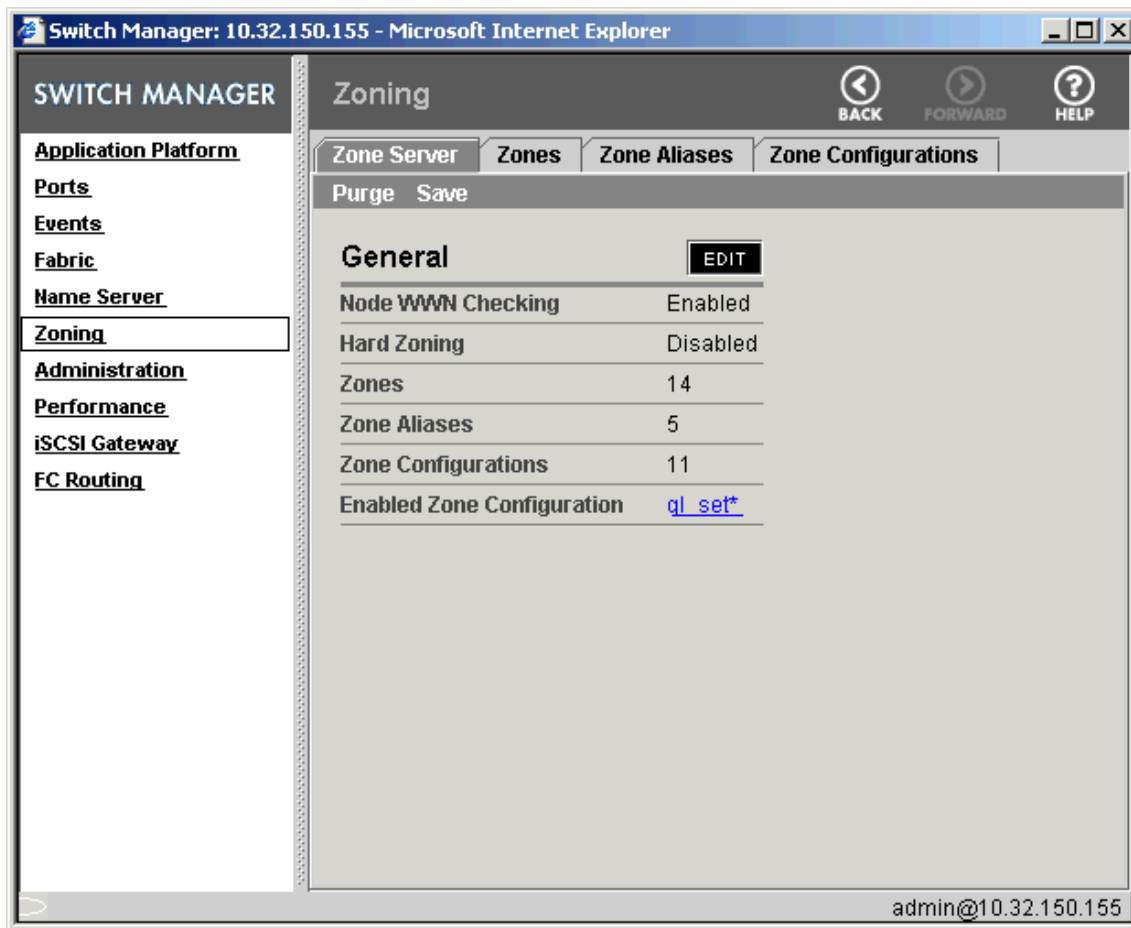 Switch Manager: 10.32.150.155 - Microsoft Internet Explorer
SWITCH MANAGER
Zoning
BACK
FORWARD
HELP
Application Platform
Ports
Events
Fabric
Name Server
Zoning
Administration
Performance
iSCSI Gateway
FC Routing
Zone Server
Zones
Zone Aliases
Zone Configurations
Purge Save
General
EDIT
Node WWN Checking Enabled
Hard Zoning Disabled
Zones 14
Zone Aliases 5
Zone Configurations 11
Enabled Zone Configuration ql_set*
admin@10.32.150.155